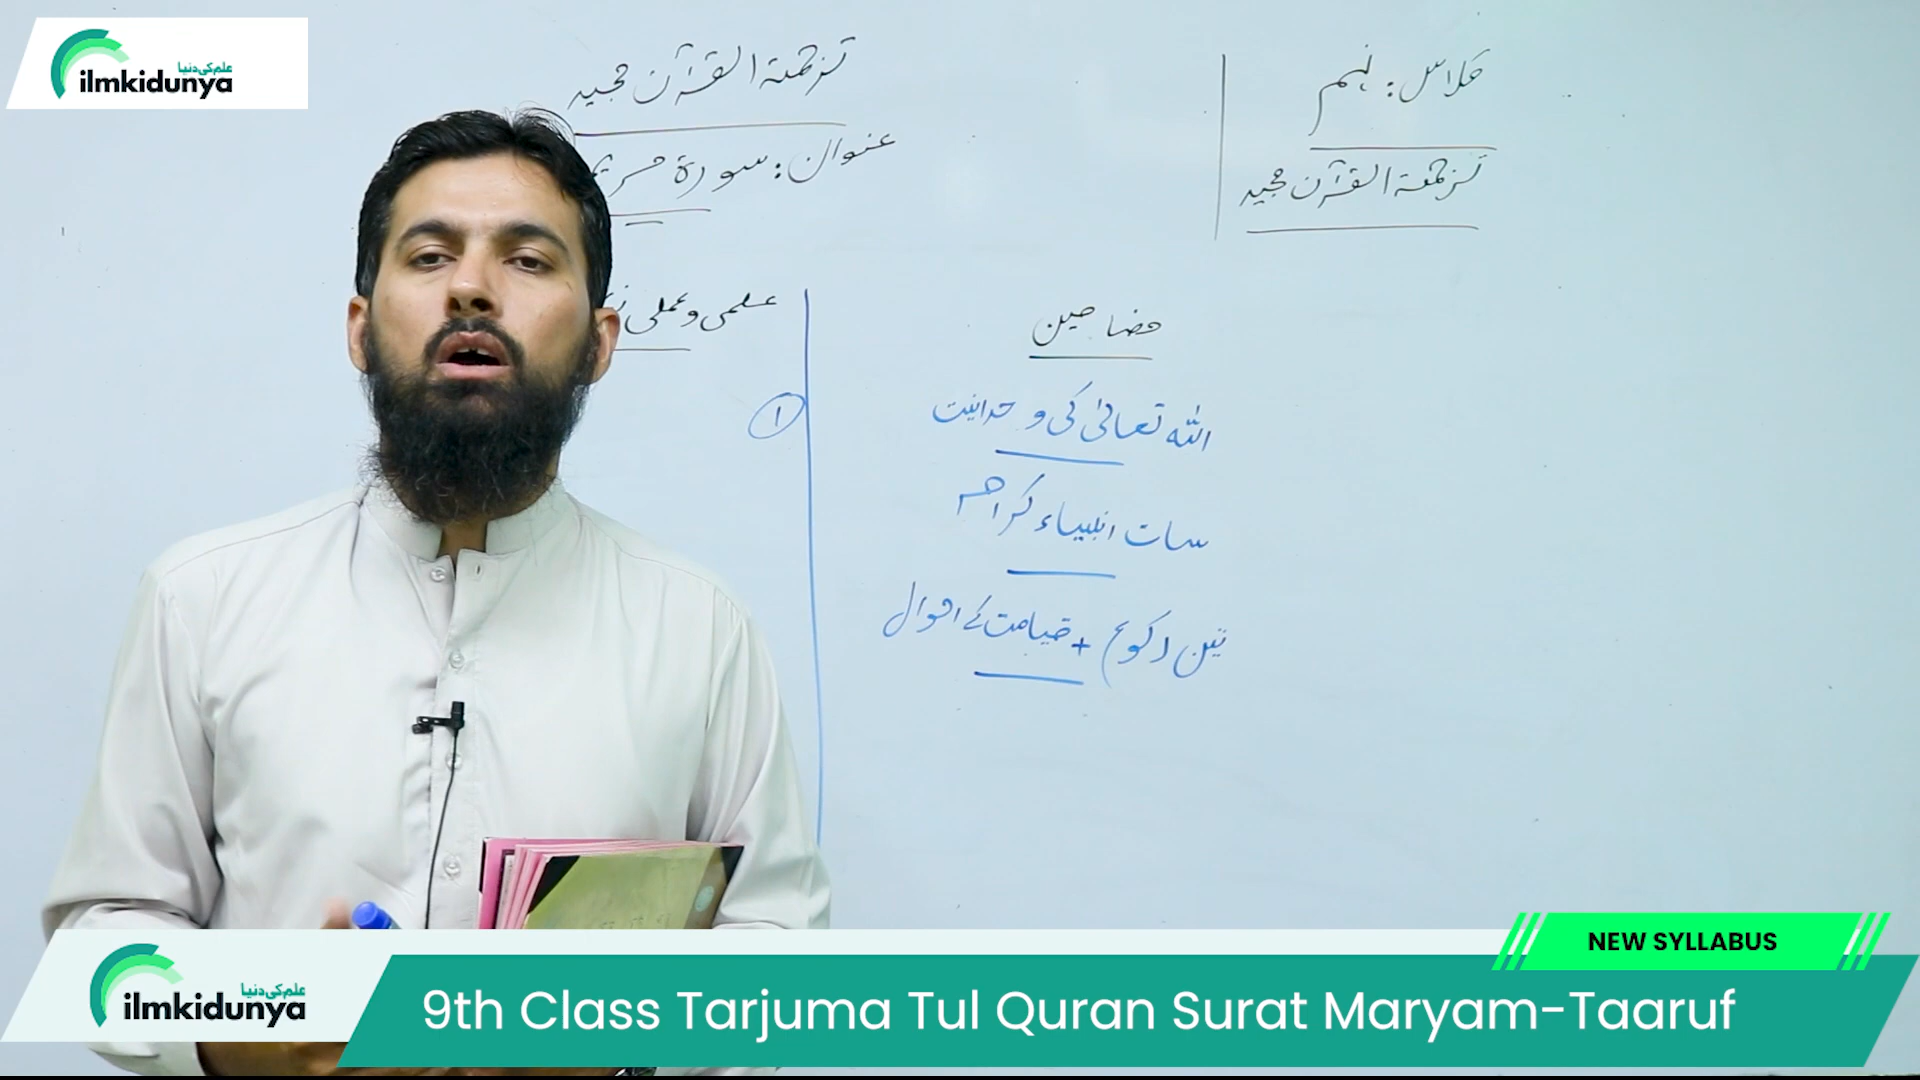 علم کی دنیا
ilmkidunya
ترجمۃ القرآن مجید
عنوان: سورۃ مریم
کلاس: نہم
ترجمۃ القرآن مجید
علمی و عملی
مضامین
اللہ تعالیٰ کی وحدانیت
۱
سات انبیاء کرام
تین رکوع + قیامت کے احوال
NEW SYLLABUS
علم کی دنیا
ilmkidunya
9th Class Tarjuma Tul Quran Surat Maryam-Taaruf